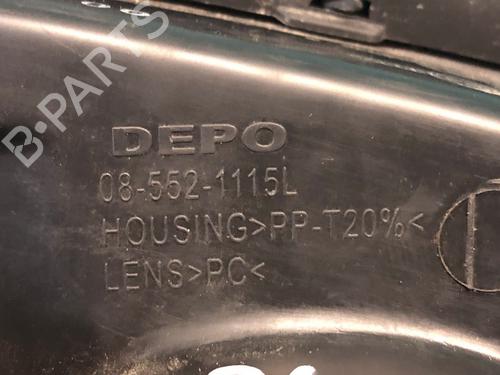 DEPO
08-552-1115L
HOUSING>PP-T20%<
LENS>PC<
B-PARTS